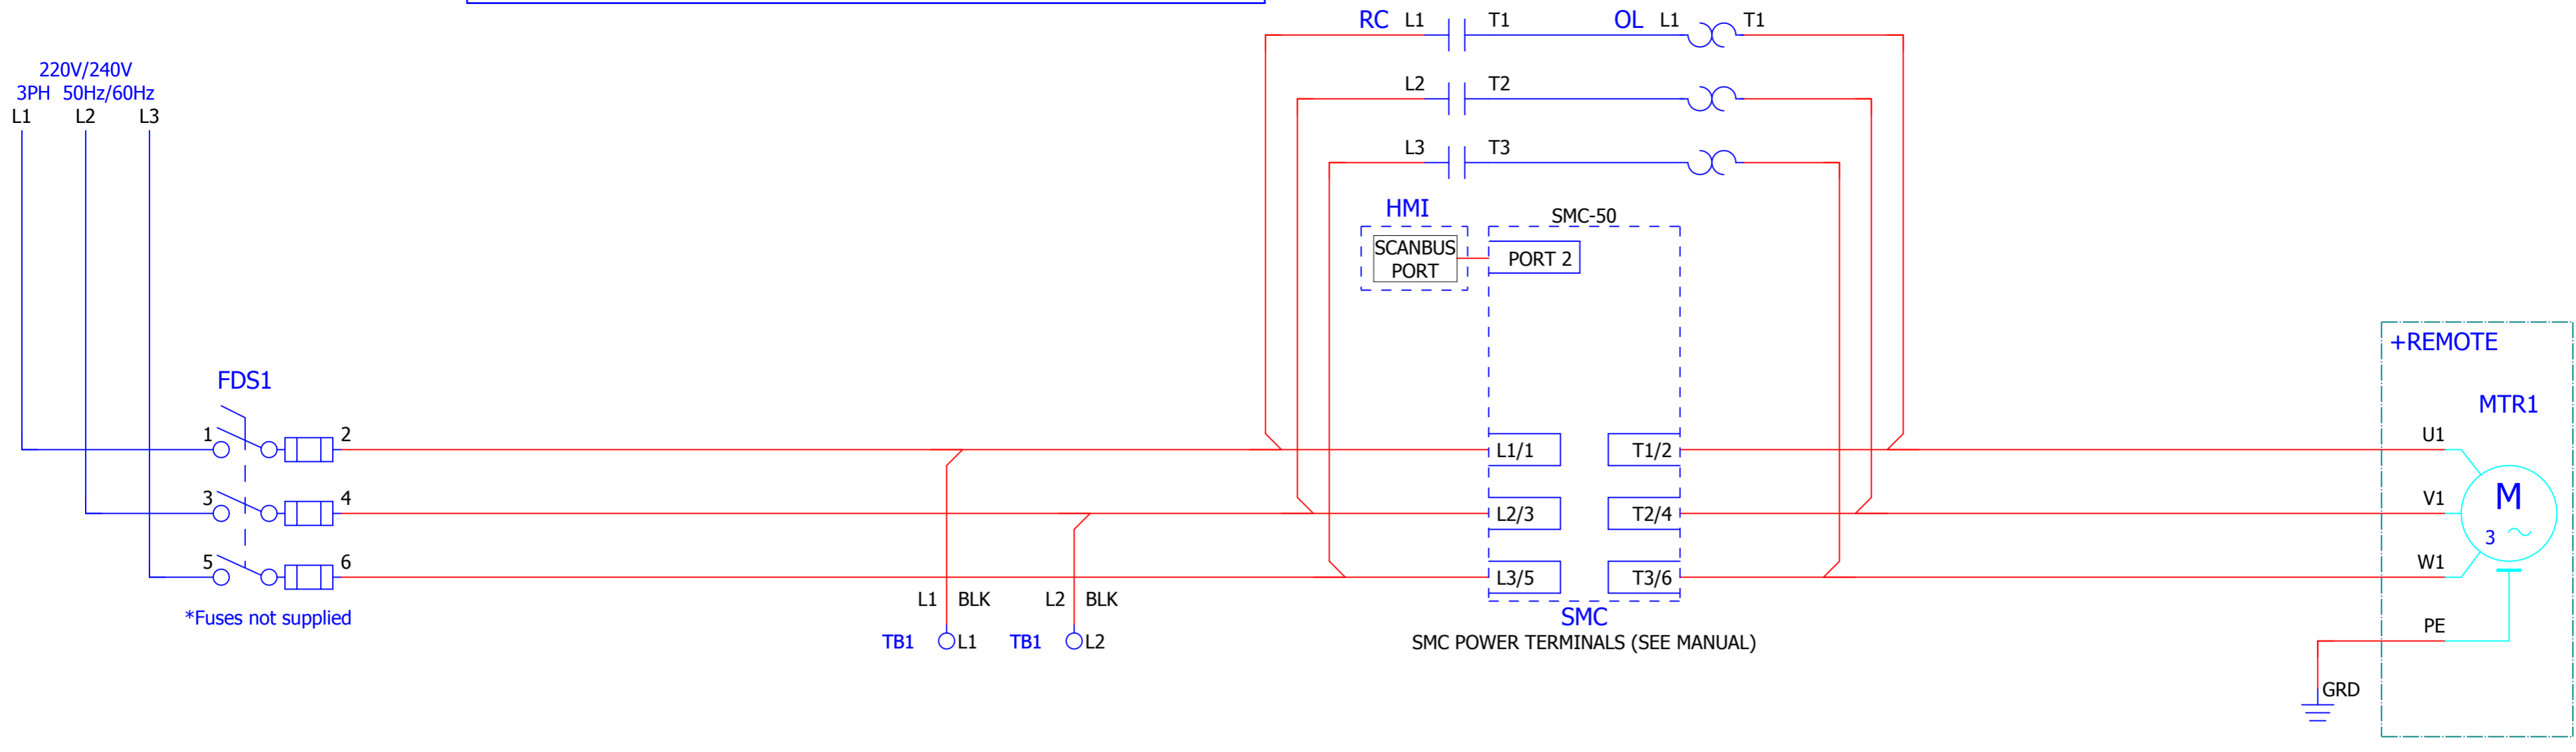 RC L1 T1 OL L1 T1
220V/240V
3PH 50Hz/60Hz
L1 L2 L3
L2 T2
L3 T3
HMI
SMC-50
SCANBUS
PORT
PORT 2
+REMOTE
FDS1
MTR1
1 2
L1/1 T1/2
U1
3 4
L2/3 T2/4
V1
M
3 ~
5 6
L3/5 T3/6
W1
*Fuses not supplied
L1 BLK L2 BLK
SMC
PE
TB1 L1 TB1 L2
SMC POWER TERMINALS (SEE MANUAL)
GRD